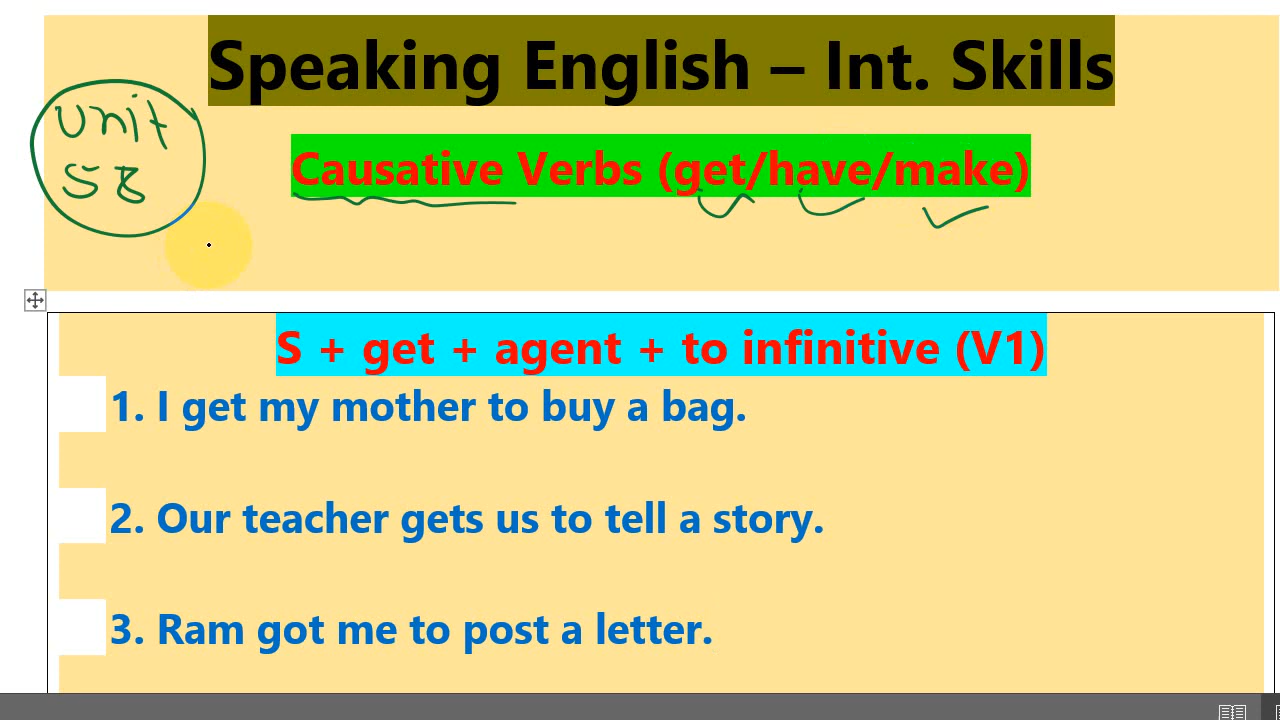 Speaking English – Int. Skills
unit
58
Causative Verbs (get/have/make)
S + get + agent + to infinitive (V1)
1. I get my mother to buy a bag.
2. Our teacher gets us to tell a story.
3. Ram got me to post a letter.